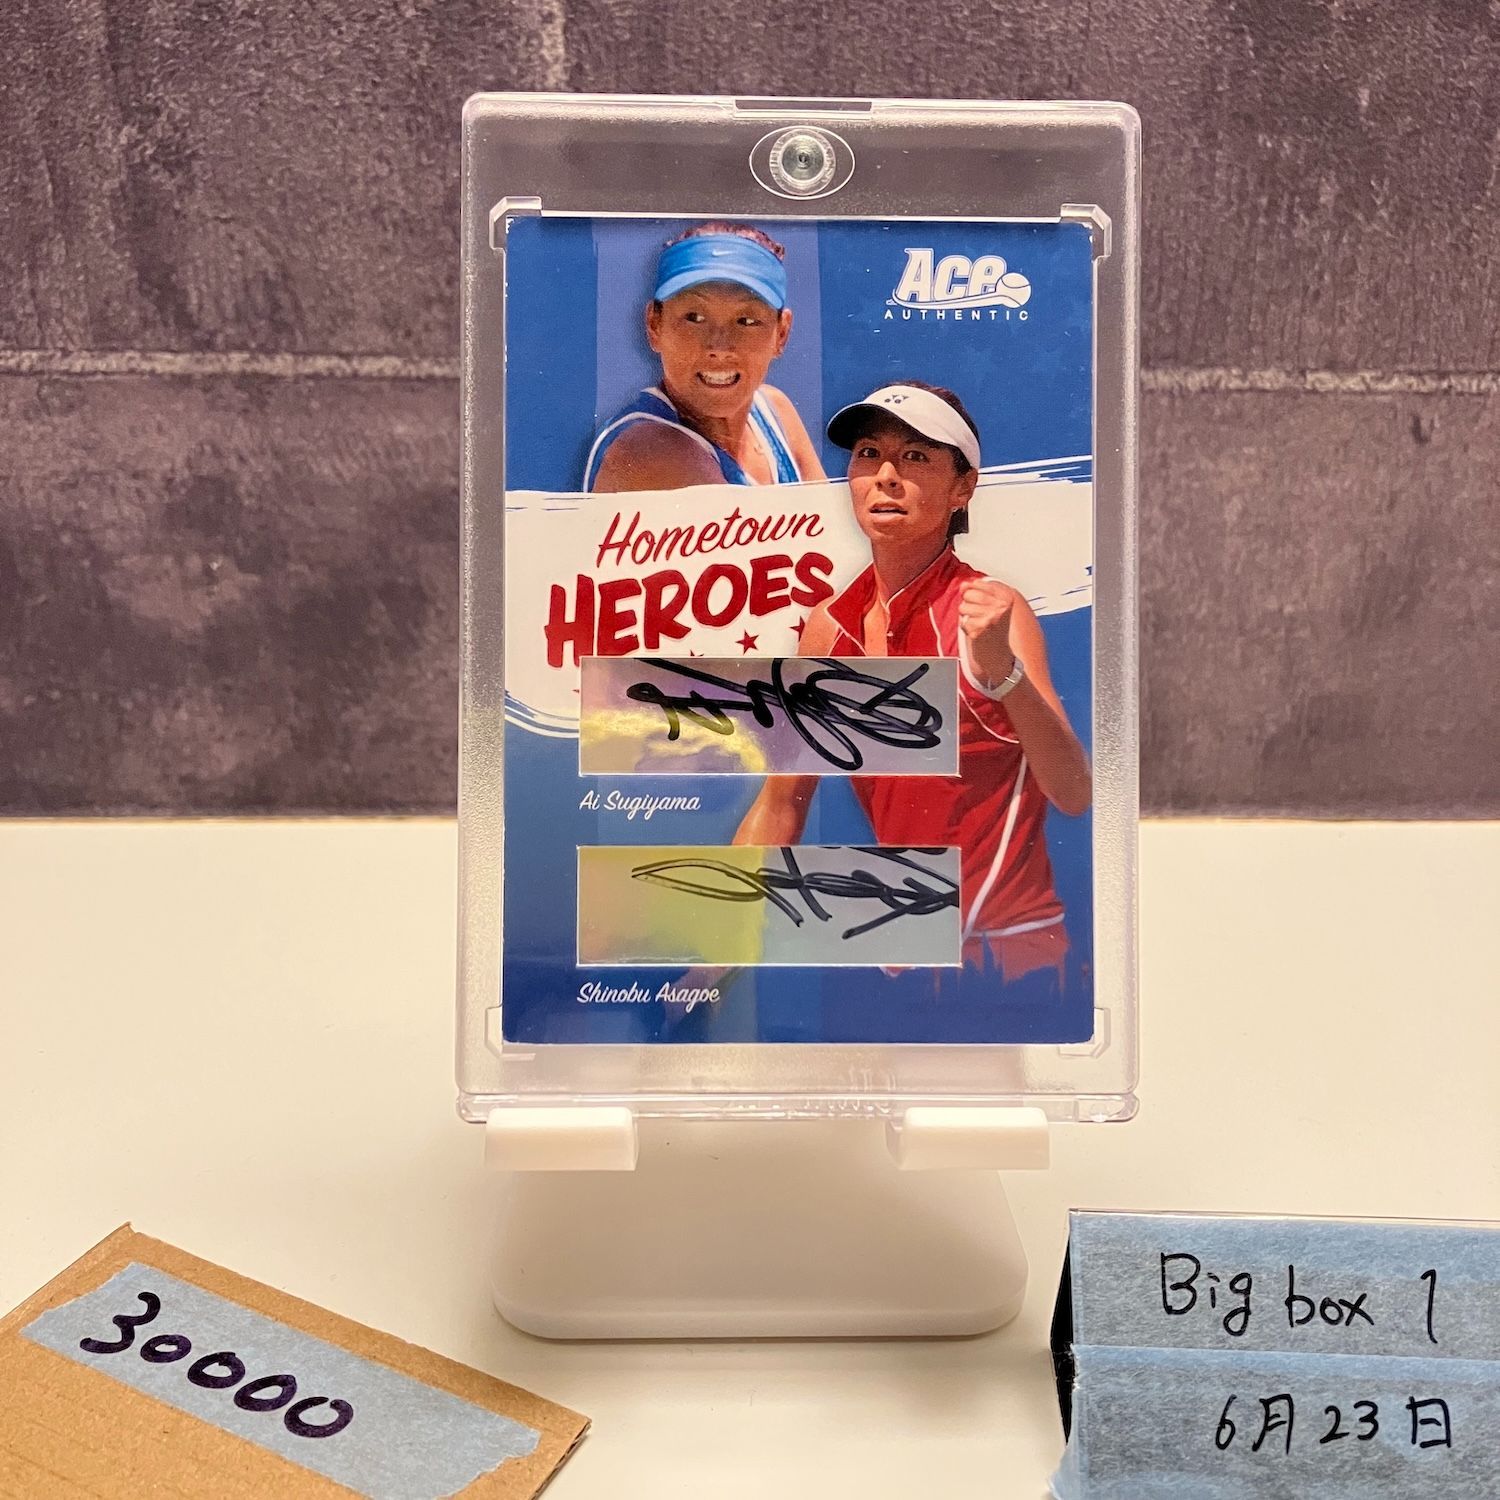 Ace
AUTHENTIC
Hometown
HEROES
Ai Sugiyama
Shinobu Asagoe
30000
Big box 1
6月23日